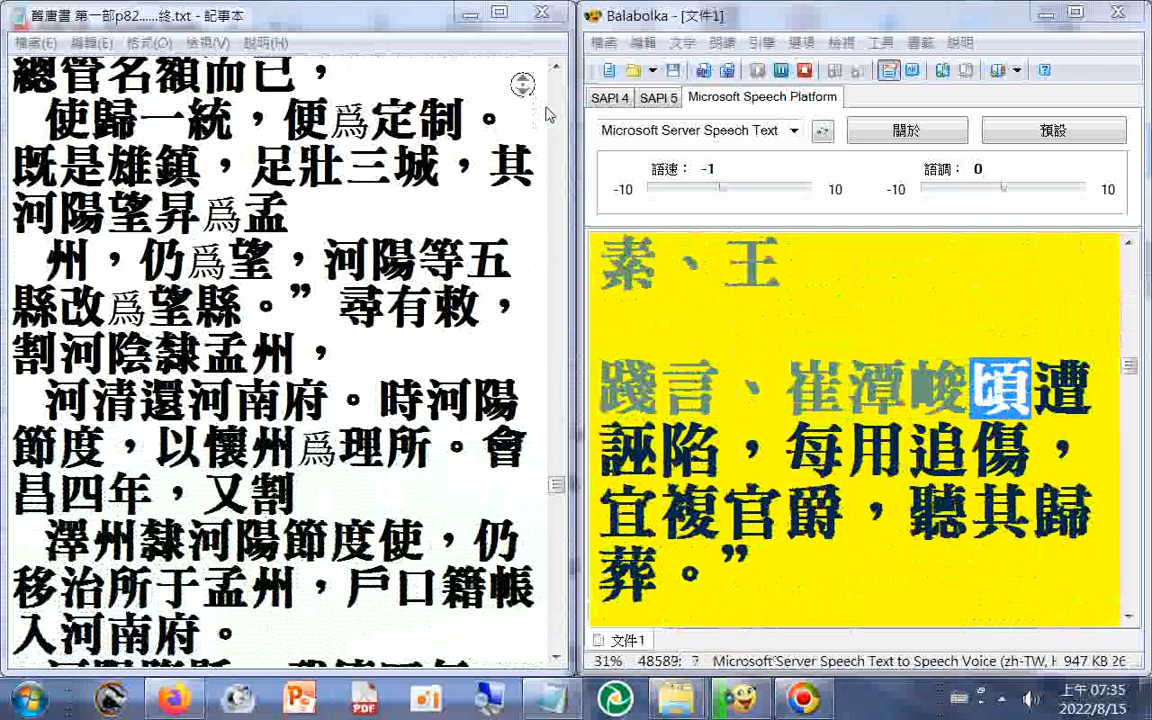 舊唐書 第一部p82......終.txt - 記事本
檔案(E) 編輯(E) 格式(O) 檢視(V) 說明(H)
總管名額而已，
使歸一統，便爲定制。
既是雄鎮，足壯三城，其
河陽望昇爲孟
州，仍爲望，河陽等五
縣改爲望縣。”尋有敕，
割河陰隸孟州，
河清還河南府。時河陽
節度，以懷州爲理所。會
昌四年，又割
澤州隸河陽節度使，仍
移治所于孟州，戶口籍帳
入河南府。
Balabolka - [文件1]
檔案 編輯 文字 朗讀 引擎 選項 檢視 工具 書籤 說明
SAPI 4 SAPI 5 Microsoft Speech Platform
Microsoft Server Speech Text 關於 預設
語速： -1 語調： 0
-10 10 -10 10
素、王
踐言、崔潭峻頃遭
誣陷，每用追傷，
宜複官爵，聽其歸
葬。”
文件1
31% 48589: ? Microsoft Server Speech Text to Speech Voice (zh-TW, H 947 KB 26
上午 07:35
2022/8/15